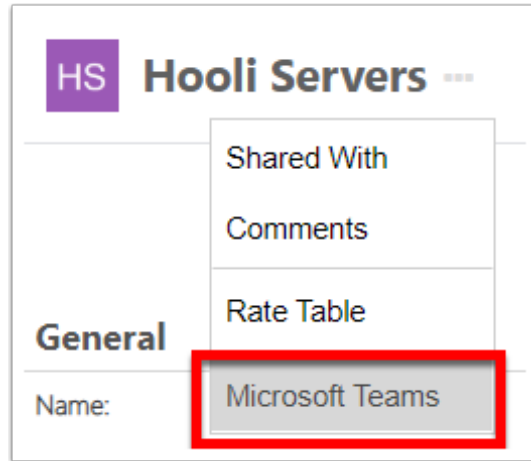 HS Hooli Servers ...
Shared With
Comments
Rate Table
General
Microsoft Teams
Name: